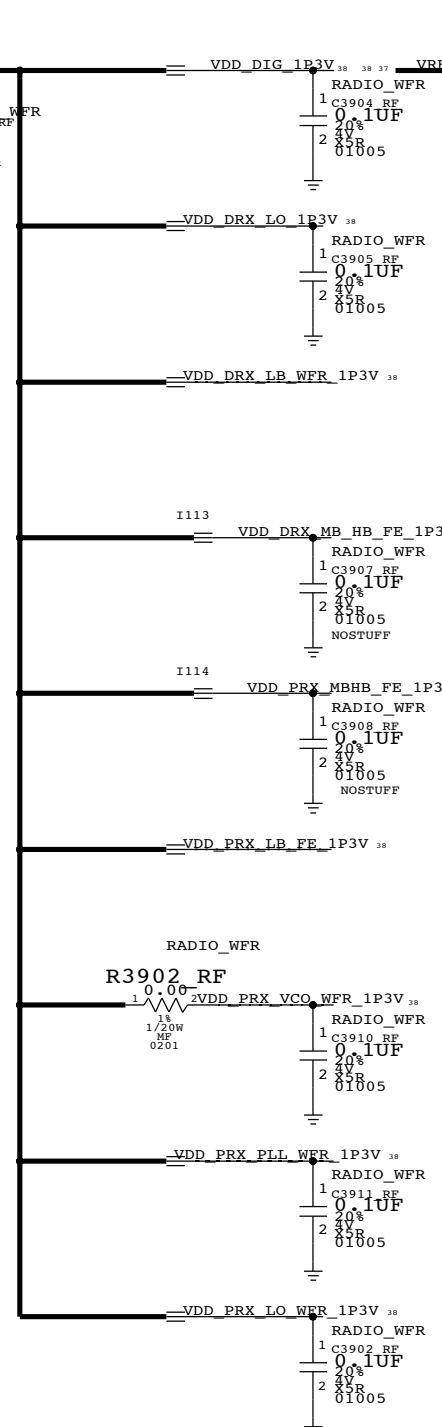 VDD_DIG_1P3V 38 38 37
RADIO_WFR
1 C3904_RF
0.1UF
20%
4V
2 X5R
01005
WFR
RF
VDD_DRX_LO_1P3V 38
RADIO_WFR
1 C3905_RF
0.1UF
20%
4V
2 X5R
01005
VDD_DRX_LB_WFR_1P3V 38
I113
VDD_DRX_MB_HB_FE_1P3
RADIO_WFR
1 C3907_RF
0.1UF
20%
4V
2 X5R
01005
NOSTUFF
I114
VDD_PRX_MBHB_FE_1P3
RADIO_WFR
1 C3908_RF
0.1UF
20%
4V
2 X5R
01005
NOSTUFF
VDD_PRX_LB_FE_1P3V 38
RADIO_WFR
R3902_RF
0.00
1 2 VDD_PRX_VCO_WFR_1P3V 38
1%
1/20W
MF
0201
RADIO_WFR
1 C3910_RF
0.1UF
20%
4V
2 X5R
01005
VDD_PRX_PLL_WFR_1P3V 38
RADIO_WFR
1 C3911_RF
0.1UF
20%
4V
2 X5R
01005
VDD_PRX_LO_WFR_1P3V 38
RADIO_WFR
1 C3902_RF
0.1UF
20%
4V
2 X5R
01005